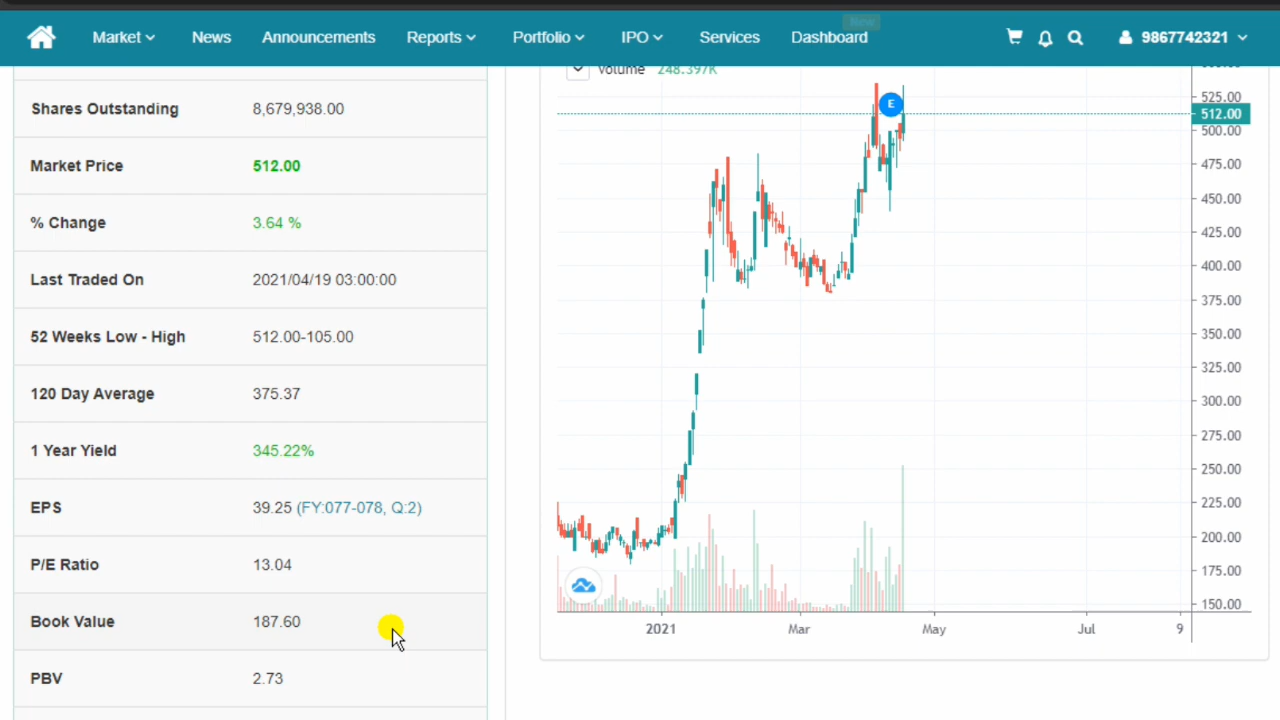 New
Market
News
Announcements
Reports
Portfolio
IPO
Services
Dashboard
9867742321
Shares Outstanding 8,679,938.00
Market Price 512.00
% Change 3.64 %
Last Traded On 2021/04/19 03:00:00
52 Weeks Low - High 512.00-105.00
120 Day Average 375.37
1 Year Yield 345.22%
EPS 39.25 (FY:077-078, Q:2)
P/E Ratio 13.04
Book Value 187.60
PBV 2.73
Volume 248.397K
E
525.00
512.00
500.00
475.00
450.00
425.00
400.00
375.00
350.00
325.00
300.00
275.00
250.00
225.00
200.00
175.00
150.00
2021 Mar May Jul 9